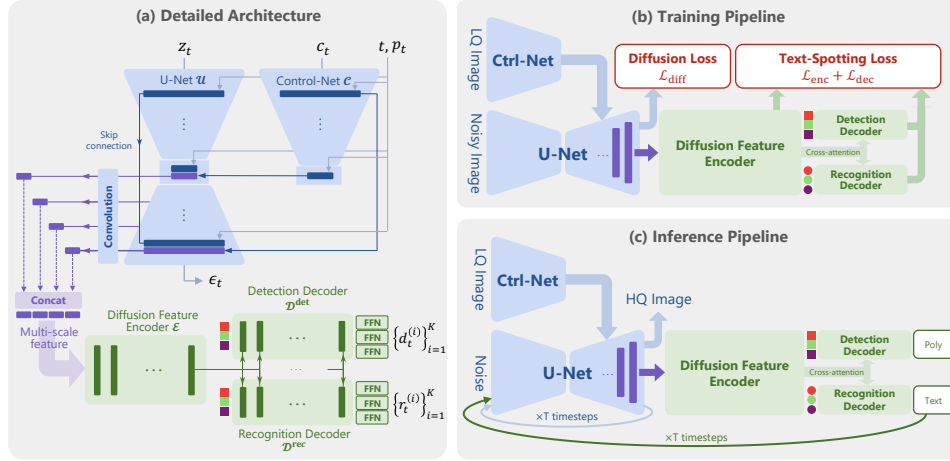 (a) Detailed Architecture
z_t
c_t
t, p_t
U-Net 𝒰
Control-Net 𝒞
⋮
⋮
Skip
connection
Convolution
⋮
ϵ_t
Concat
Multi-scale
feature
Diffusion Feature
Encoder ℰ
...
Detection Decoder
𝒟^det
...
FFN
FFN
FFN
{d_t^(i)}_{i=1}^K
...
...
FFN
FFN
FFN
{r_t^(i)}_{i=1}^K
Recognition Decoder
𝒟^rec
(b) Training Pipeline
LQ Image
Ctrl-Net
Diffusion Loss
ℒ_diff
Text-Spotting Loss
ℒ_enc + ℒ_dec
Noisy Image
U-Net
...
Diffusion Feature
Encoder
Detection
Decoder
Cross-attention
Recognition
Decoder
(c) Inference Pipeline
LQ Image
Ctrl-Net
HQ Image
Noise
U-Net
...
Diffusion Feature
Encoder
Detection
Decoder
Poly
Cross-attention
Recognition
Decoder
Text
×T timesteps
×T timesteps